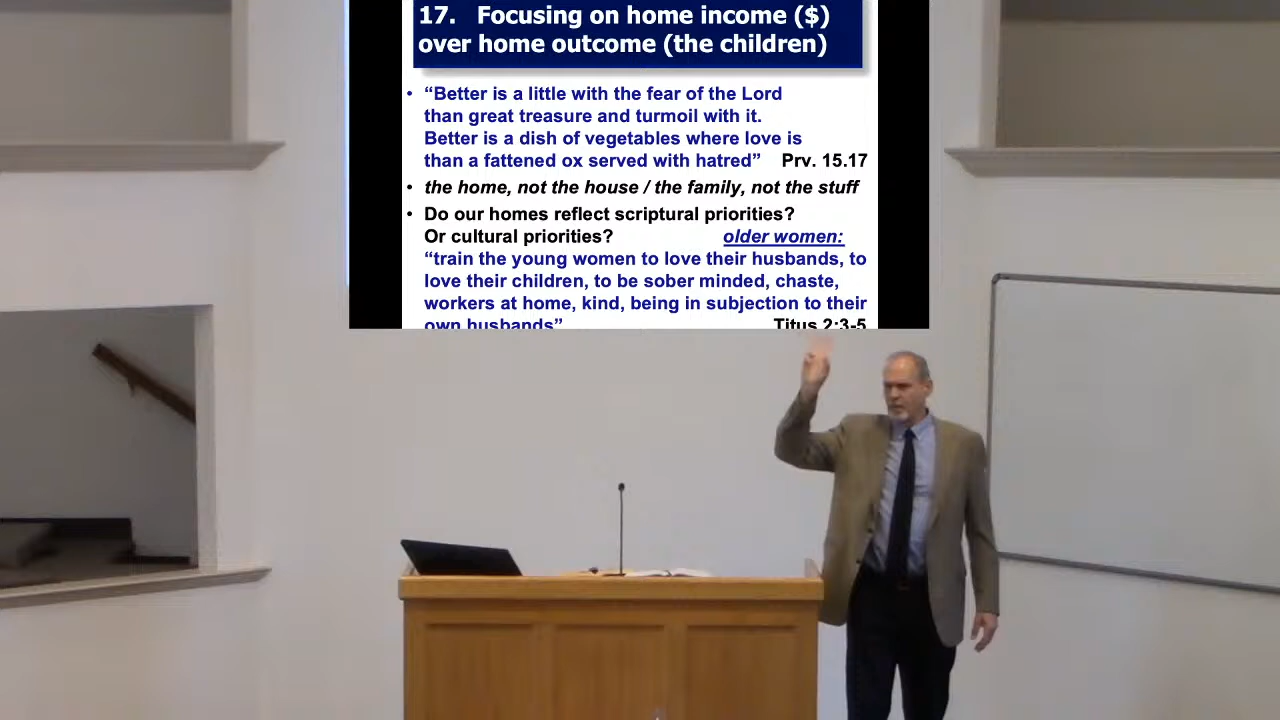 17. Focusing on home income ($)
over home outcome (the children)
• “Better is a little with the fear of the Lord
than great treasure and turmoil with it.
Better is a dish of vegetables where love is
than a fattened ox served with hatred” Prv. 15.17
• the home, not the house / the family, not the stuff
• Do our homes reflect scriptural priorities?
Or cultural priorities? older women:
“train the young women to love their husbands, to
love their children, to be sober minded, chaste,
workers at home, kind, being in subjection to their
own husbands” Titus 2:3-5